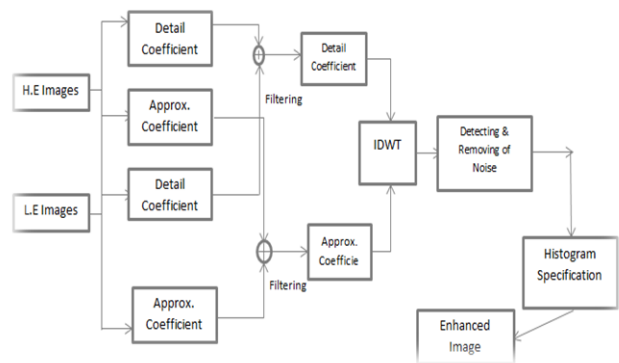 Detail
Coefficient
H.E Images
Approx.
Coefficient
L.E Images
Detail
Coefficient
Approx.
Coefficient
Filtering
Filtering
Detail
Coefficient
Approx.
Coefficie
IDWT
Detecting &
Removing of
Noise
Histogram
Specification
Enhanced
Image